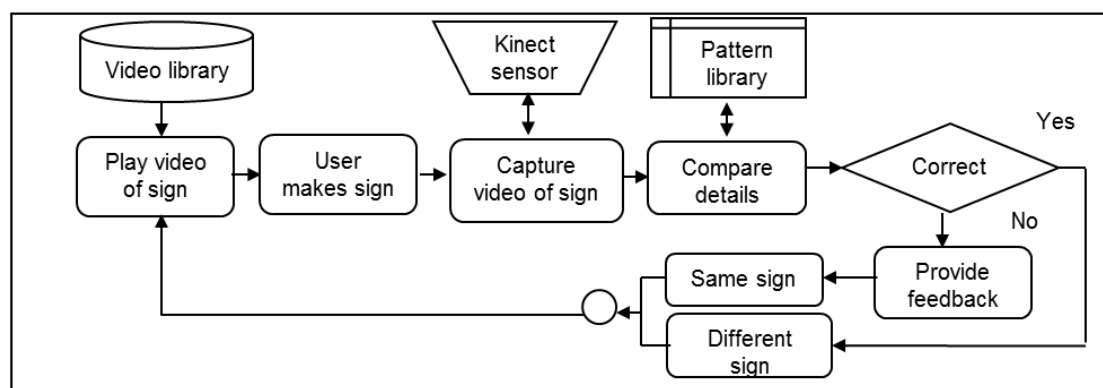 Video library
Kinect
sensor
Pattern
library
Play video
of sign
User
makes sign
Capture
video of sign
Compare
details
Correct
Yes
No
Same sign
Provide
feedback
Different
sign